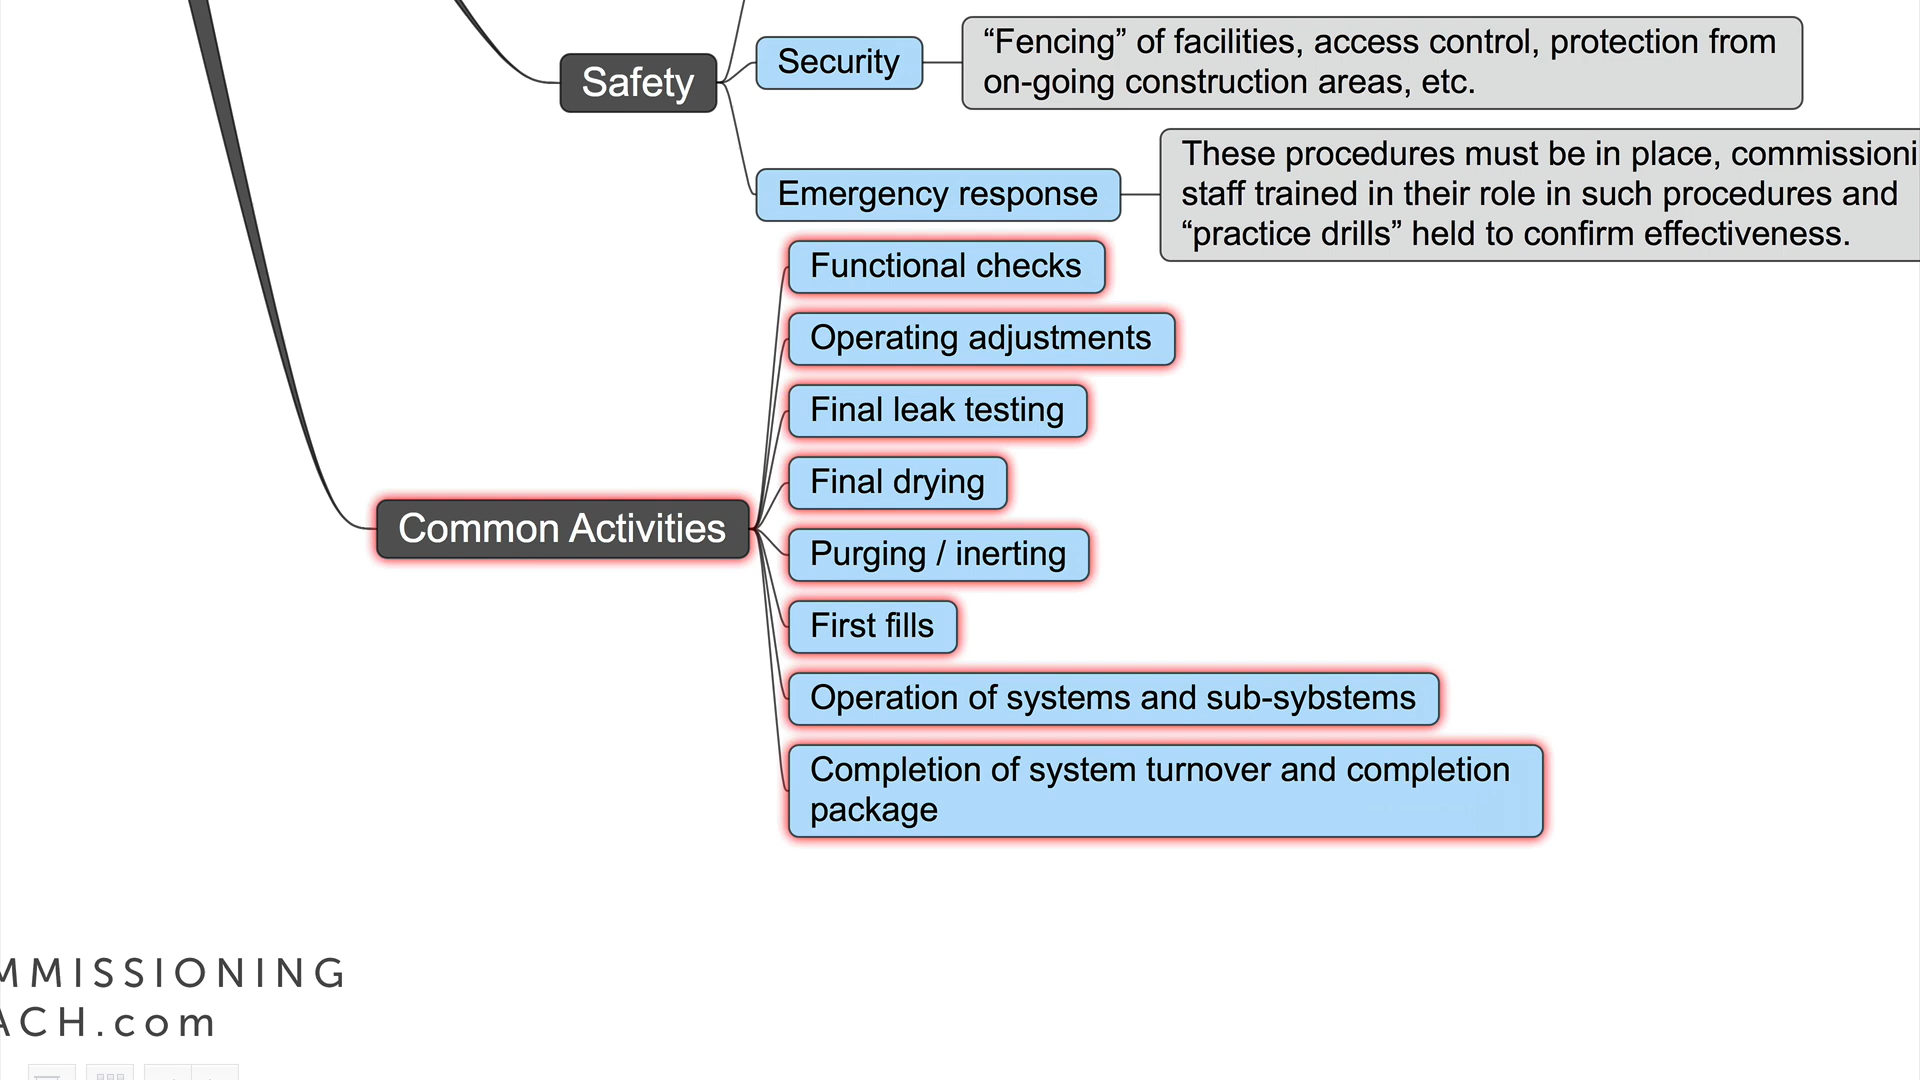 Safety
Security
“Fencing” of facilities, access control, protection from
on-going construction areas, etc.
Emergency response
These procedures must be in place,
staff trained in their role in such procedures and
“practice drills” held to confirm effectiveness.
Common Activities
Functional checks
Operating adjustments
Final leak testing
Final drying
Purging / inerting
First fills
Operation of systems and sub-sybstems
Completion of system turnover and completion
package
MMISSIONING
ACH.com